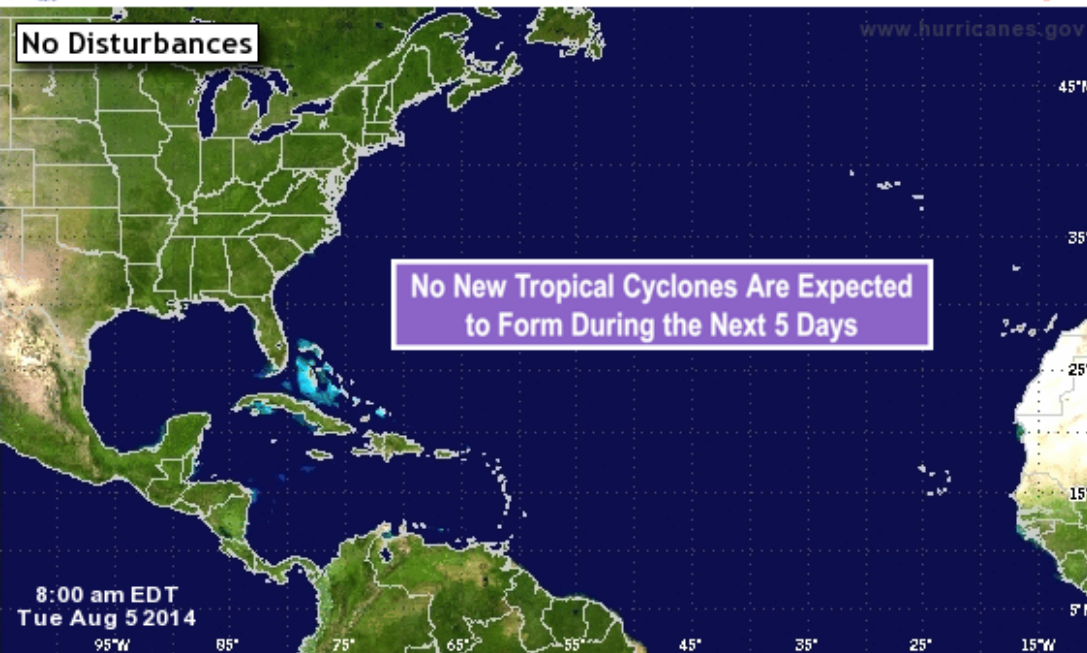 No Disturbances
www.hurricanes.gov
45°N
No New Tropical Cyclones Are Expected
35°
to Form During the Next 5 Days
25°
15°
8:00 am EDT
Tue Aug 5 2014
5°N
95°W 85° 75° 65° 55° 45° 35° 25° 15°W